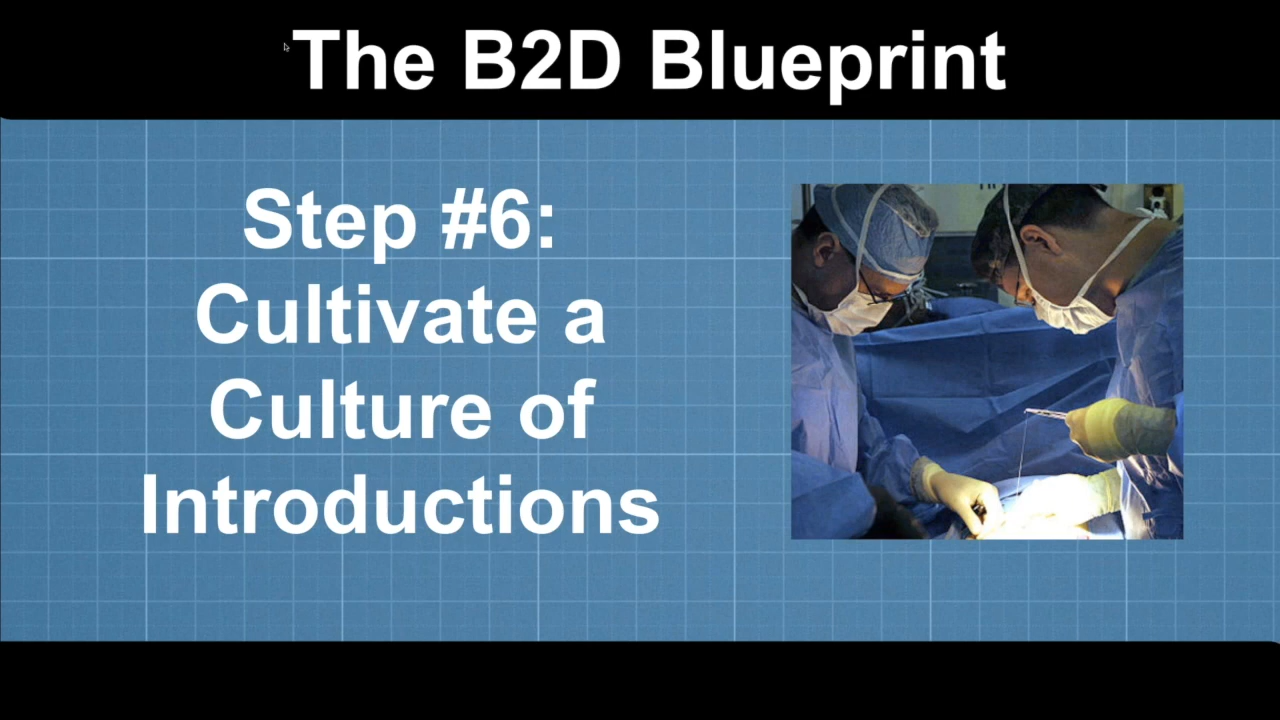 The B2D Blueprint
Step #6:
Cultivate a
Culture of
Introductions